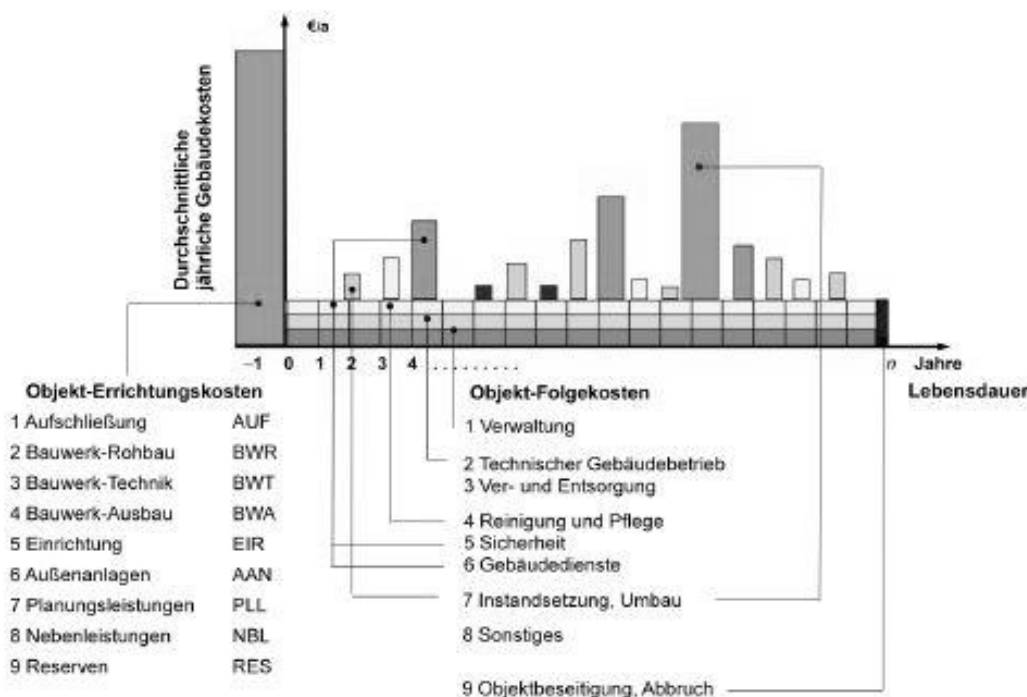 €/a
Durchschnittliche
jährliche Gebäudekosten
–1 0 1 2 3 4 . . . . . . . . . n Jahre
Lebensdauer
Objekt-Errichtungskosten
1 Aufschließung AUF
2 Bauwerk-Rohbau BWR
3 Bauwerk-Technik BWT
4 Bauwerk-Ausbau BWA
5 Einrichtung EIR
6 Außenanlagen AAN
7 Planungsleistungen PLL
8 Nebenleistungen NBL
9 Reserven RES
Objekt-Folgekosten
1 Verwaltung
2 Technischer Gebäudebetrieb
3 Ver- und Entsorgung
4 Reinigung und Pflege
5 Sicherheit
6 Gebäudedienste
7 Instandsetzung, Umbau
8 Sonstiges
9 Objektbeseitigung, Abbruch